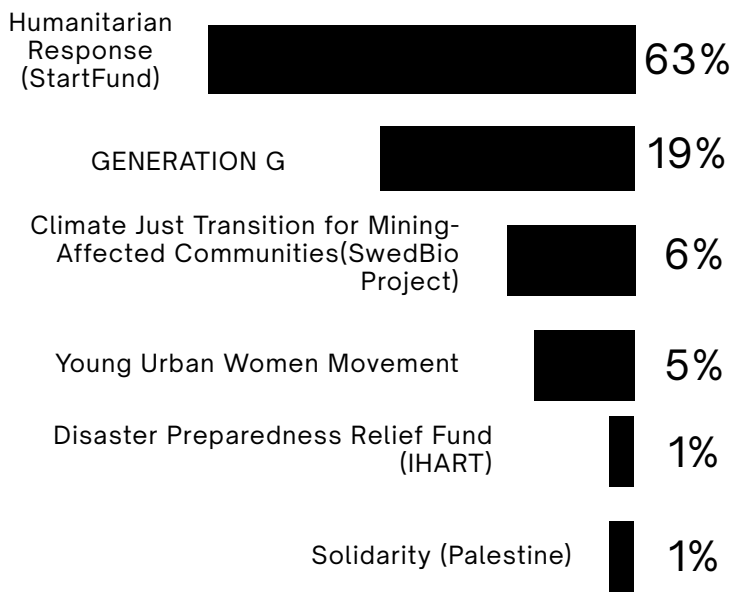 Humanitarian
Response
(StartFund)
63%
GENERATION G
19%
Climate Just Transition for Mining-
Affected Communities(SwedBio
Project)
6%
Young Urban Women Movement
5%
Disaster Preparedness Relief Fund
(IHART)
1%
Solidarity (Palestine)
1%